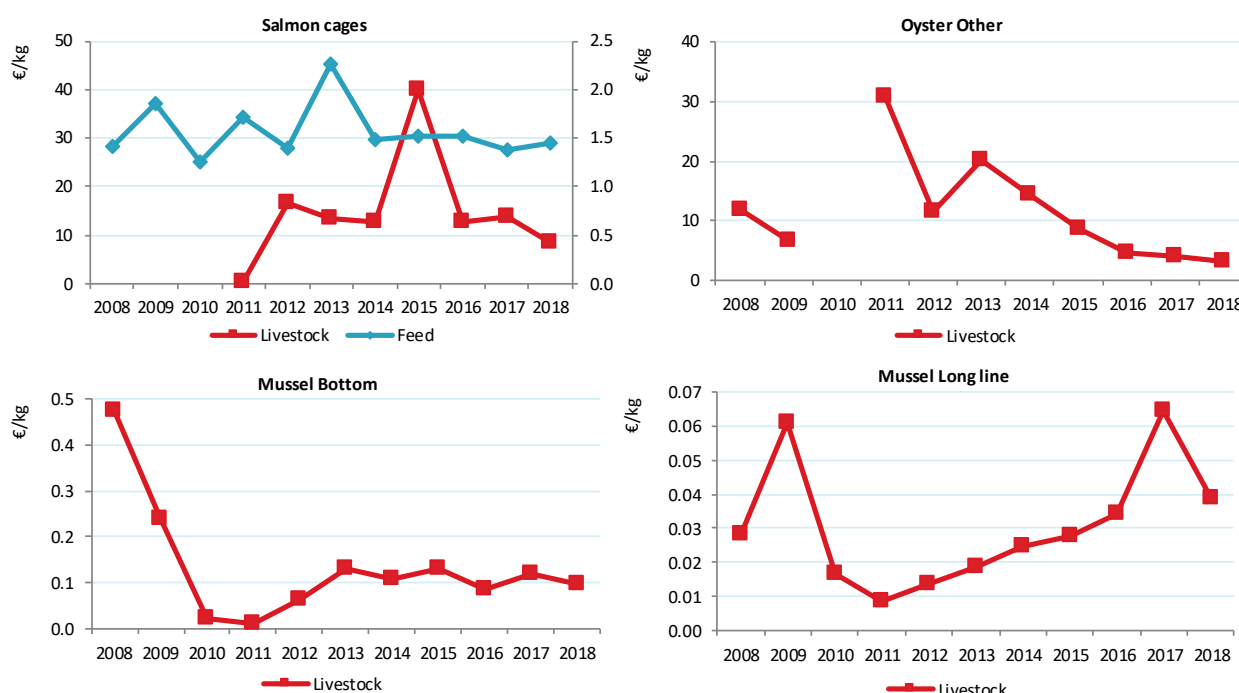 Salmon cages
€/kg
50
40
30
20
10
0
2.5
2.0
1.5
1.0
0.5
0.0
2008 2009 2010 2011 2012 2013 2014 2015 2016 2017 2018
Livestock Feed
Oyster Other
€/kg
40
30
20
10
0
2008 2009 2010 2011 2012 2013 2014 2015 2016 2017 2018
Livestock
Mussel Bottom
€/kg
0.5
0.4
0.3
0.2
0.1
0.0
2008 2009 2010 2011 2012 2013 2014 2015 2016 2017 2018
Livestock
Mussel Long line
€/kg
0.07
0.06
0.05
0.04
0.03
0.02
0.01
0.00
2008 2009 2010 2011 2012 2013 2014 2015 2016 2017 2018
Livestock